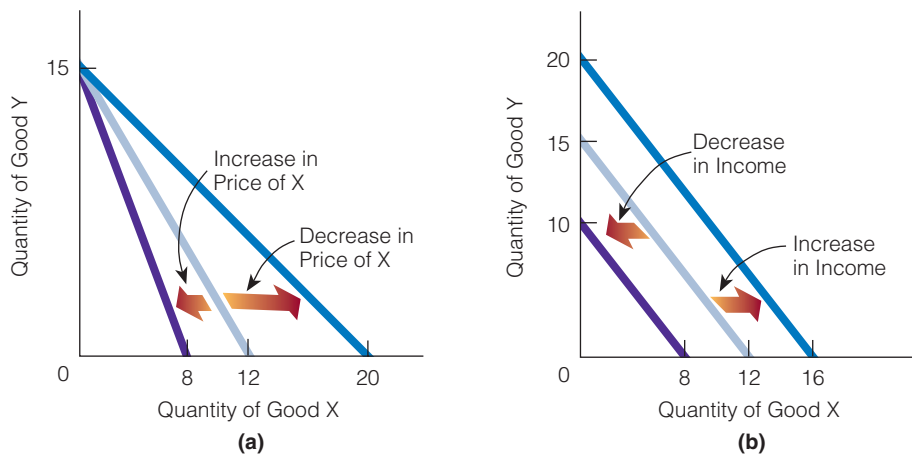 15
Quantity of Good Y
Increase in
Price of X
Decrease in
Price of X
0
8
12
20
Quantity of Good X
(a)
20
15
10
Quantity of Good Y
Decrease
in Income
Increase
in Income
0
8
12
16
Quantity of Good X
(b)